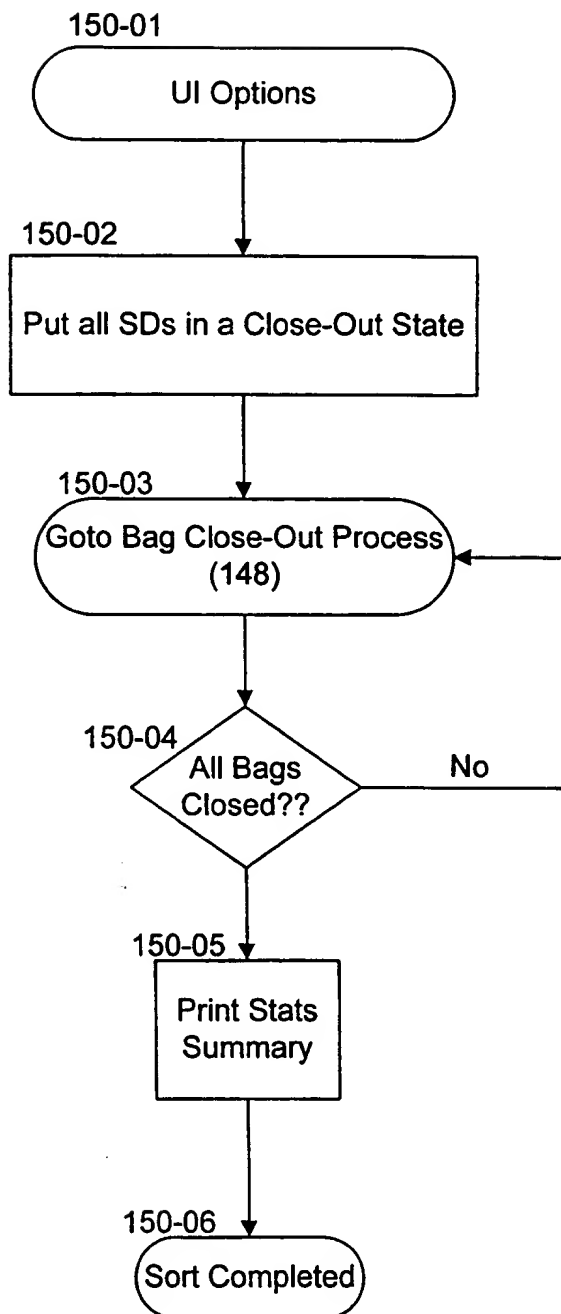 150-01
UI Options
150-02
Put all SDs in a Close-Out State
150-03
Goto Bag Close-Out Process
(148)
150-04
All Bags
Closed??
No
150-05
Print Stats
Summary
150-06
Sort Completed